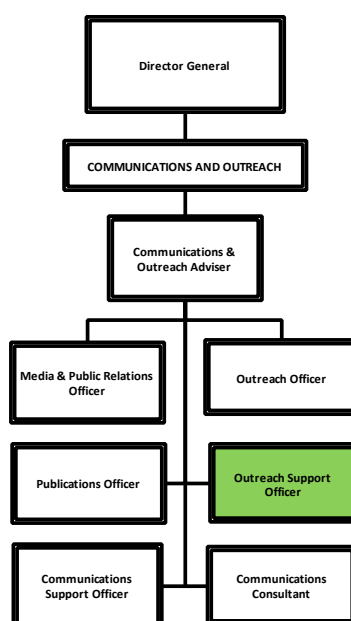 Director General
COMMUNICATIONS AND OUTREACH
Communications &
Outreach Adviser
Media & Public Relations
Officer
Outreach Officer
Publications Officer
Outreach Support
Officer
Communications
Support Officer
Communications
Consultant